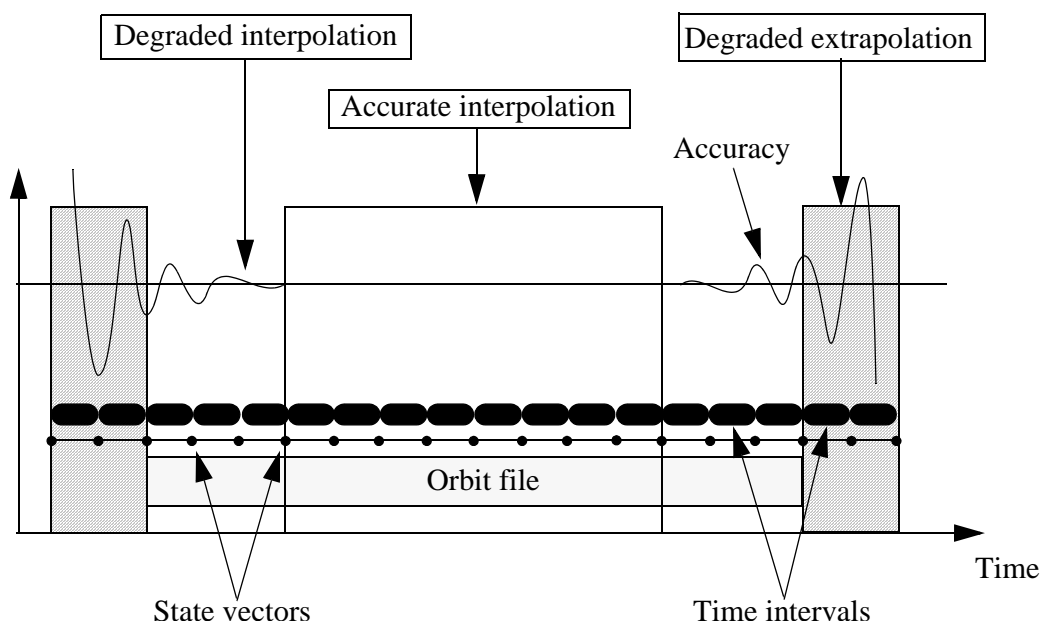 Degraded interpolation
Degraded extrapolation
Accurate interpolation
Accuracy
Orbit file
Time
State vectors
Time intervals